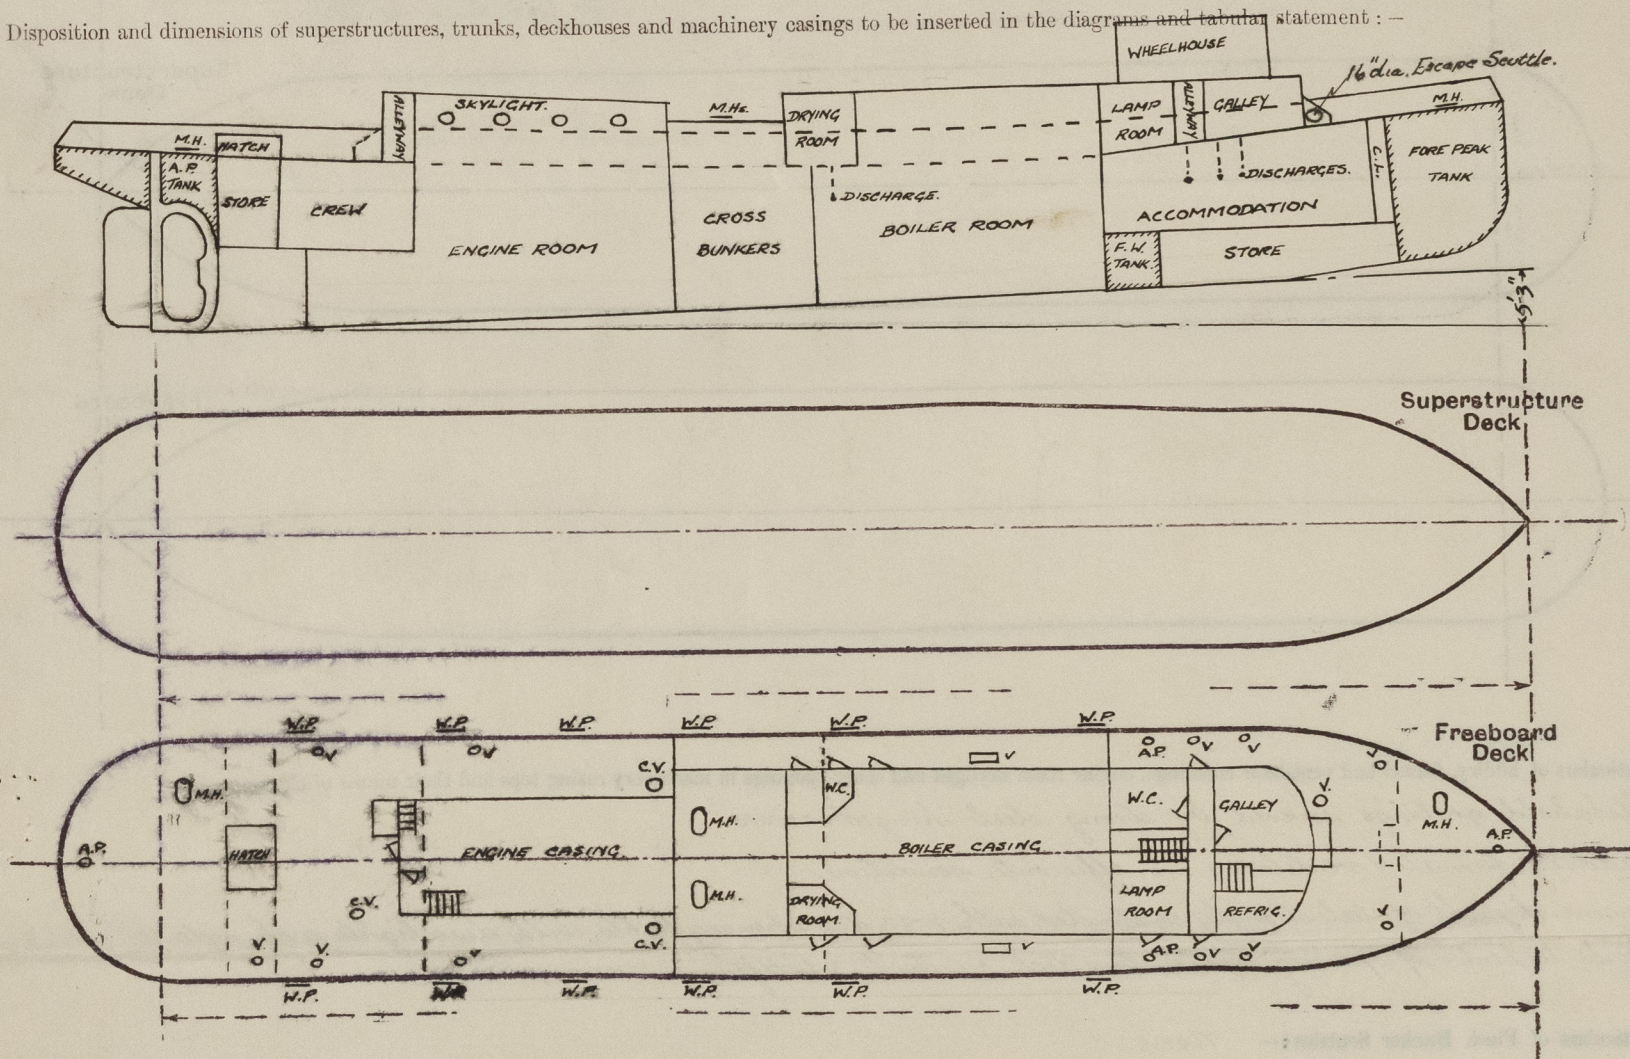 Disposition and dimensions of superstructures, trunks, deckhouses and machinery casings to be inserted in the diagrams and tabular statement : —
WHEELHOUSE
16" dia. Escape Scuttle.
ALLEYWAY
SKYLIGHT.
M.Hs.
DRYING
ROOM
LAMP
ROOM
ALLEYWAY
GALLEY
M.H.
M.H.
HATCH
A.P.
TANK
STORE
CREW
ENGINE ROOM
CROSS
BUNKERS
DISCHARGE.
BOILER ROOM
DISCHARGES.
ACCOMMODATION
C.L.
FORE PEAK
TANK
F.W.
TANK.
STORE
5'3"
Superstructure
Deck
W.P. W.P. W.P. W.P. W.P. W.P.
Freeboard
Deck
V V A.P. V V V
C.V. V
M.H. W.C. W.C. GALLEY V. M.H.
M.H. A.P.
A.P. HATCH ENGINE CASING. BOILER CASING
M.H. DRYING
ROOM LAMP
ROOM REFRIG.
C.V. V
V. V. V C.V. V A.P. V V
W.P. W.P. W.P. W.P. W.P. W.P.